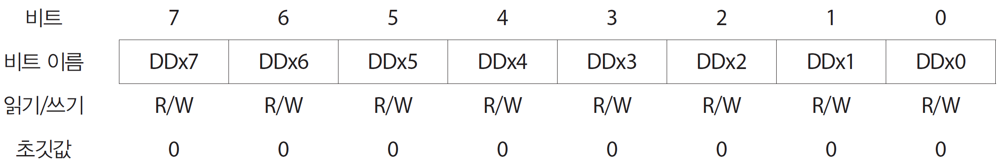 비트 7 6 5 4 3 2 1 0
비트 이름 DDx7 DDx6 DDx5 DDx4 DDx3 DDx2 DDx1 DDx0
읽기/쓰기 R/W R/W R/W R/W R/W R/W R/W R/W
초깃값 0 0 0 0 0 0 0 0